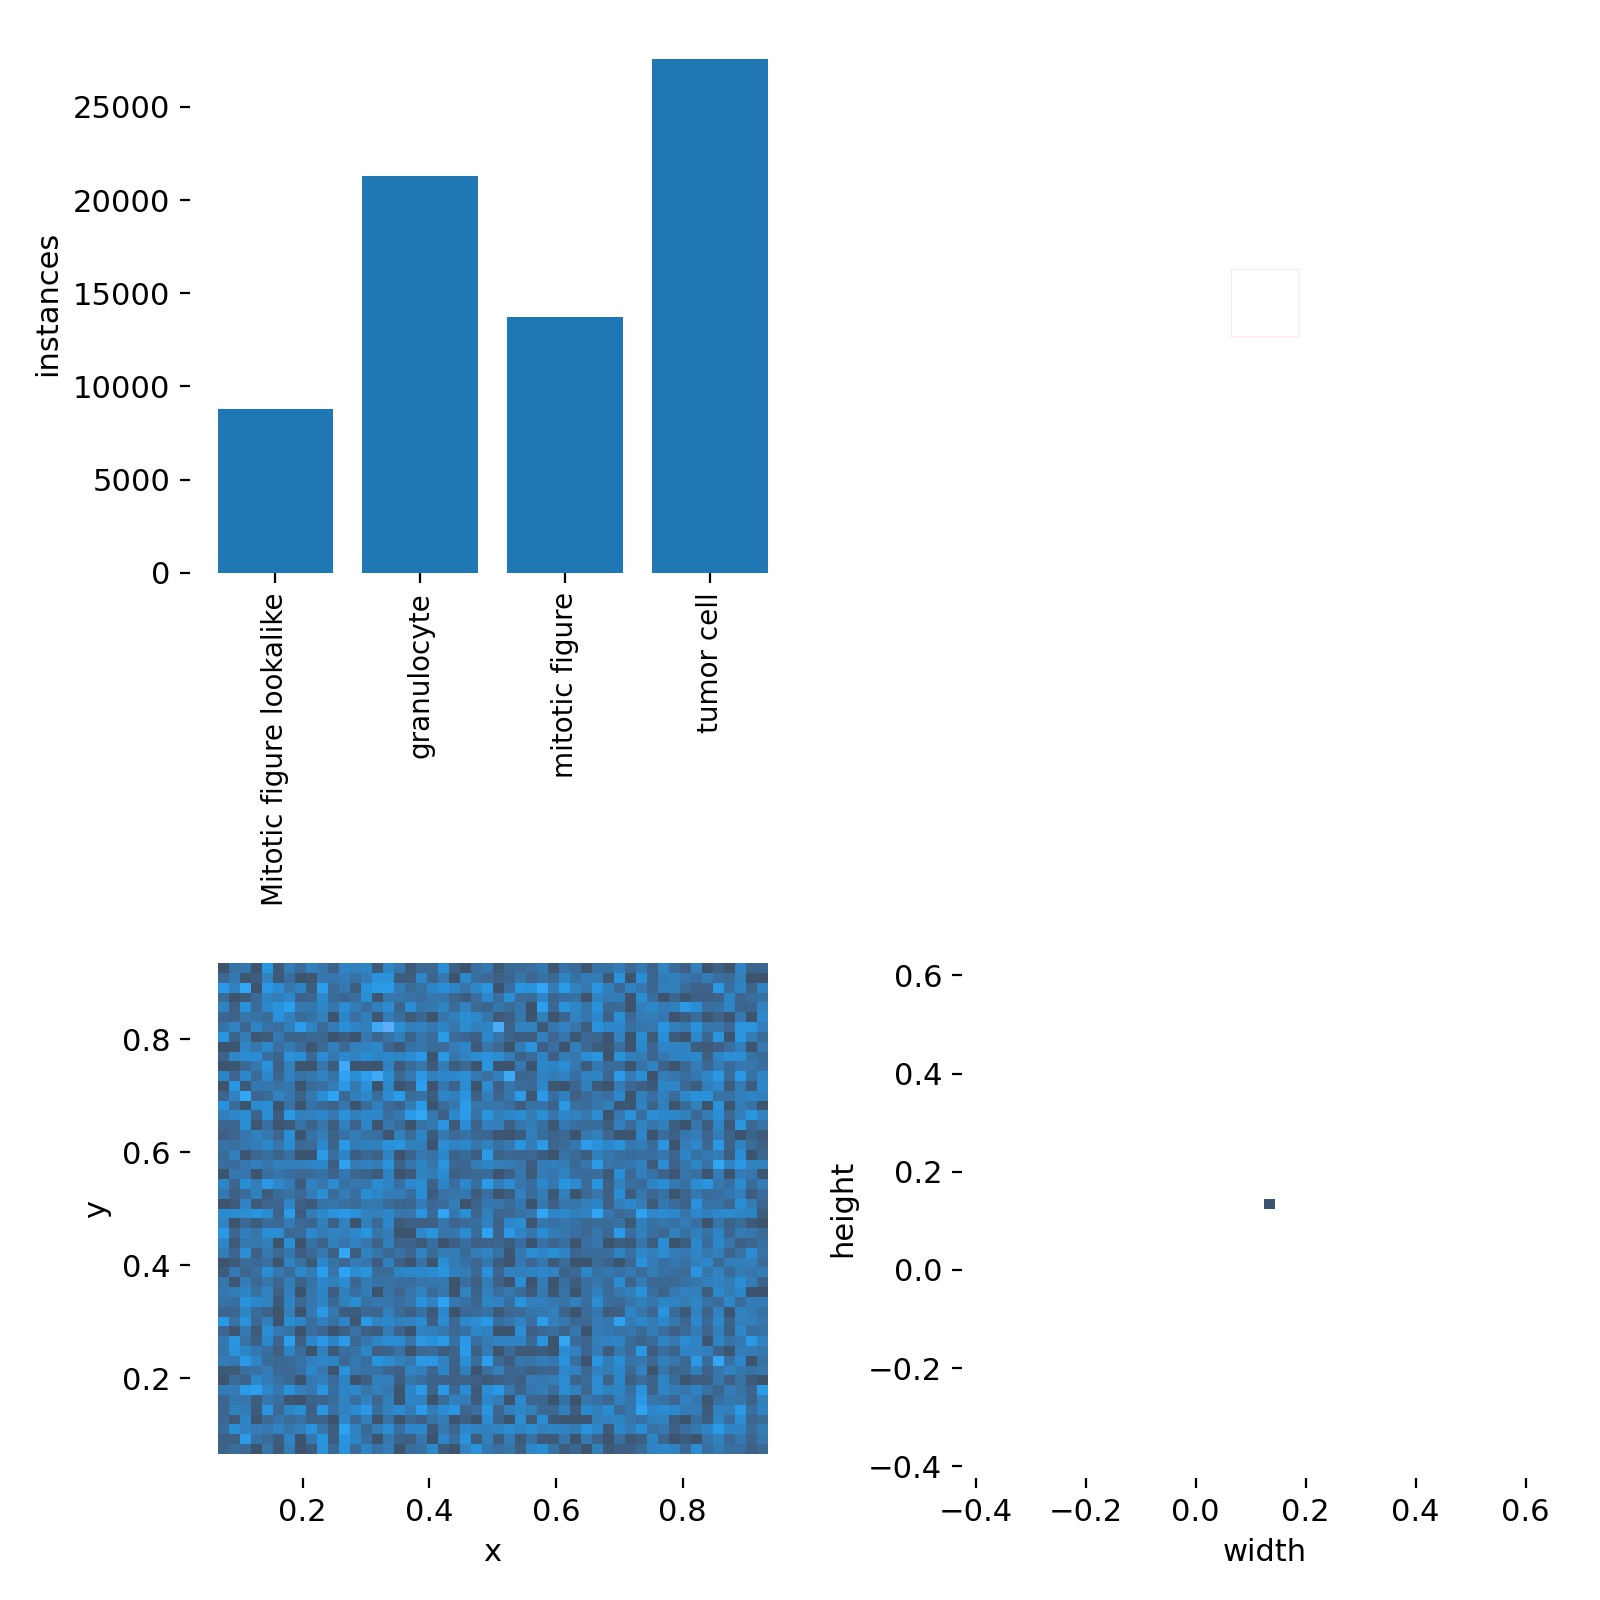 25000
20000
15000
10000
5000
0
instances
Mitotic figure lookalike
granulocyte
mitotic figure
tumor cell
0.8
0.6
0.4
0.2
y
0.2 0.4 0.6 0.8
x
0.6
0.4
0.2
0.0
−0.2
−0.4
height
−0.4 −0.2 0.0 0.2 0.4 0.6
width